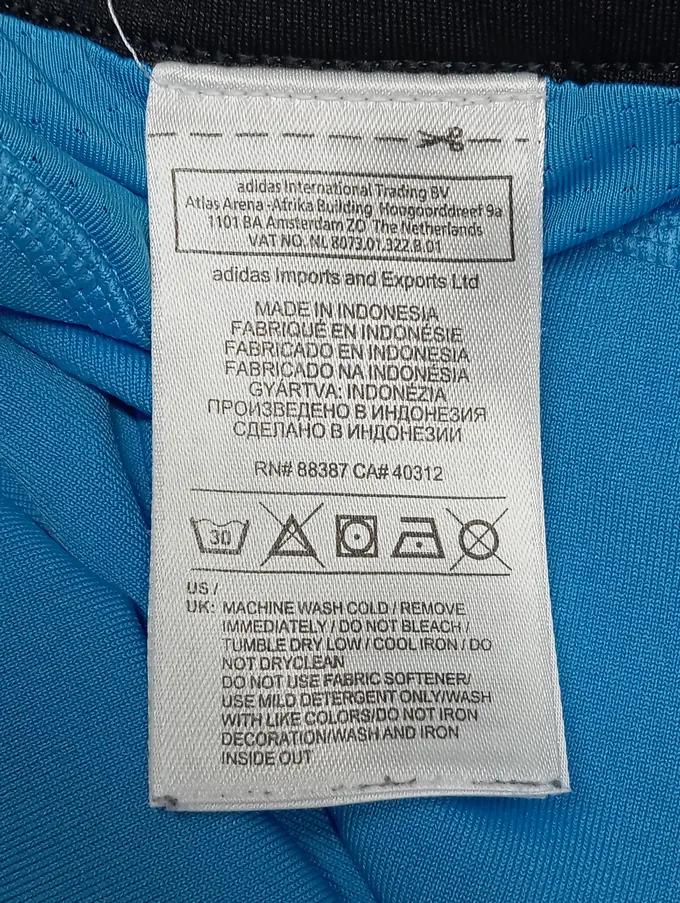 adidas International Trading BV
Atlas Arena -Afrika Building Hoogoorddreef 9a
1101 BA Amsterdam ZO The Netherlands
VAT NO. NL 8073.01.322.B.01
adidas Imports and Exports Ltd
MADE IN INDONESIA
FABRIQUÉ EN INDONÉSIE
FABRICADO EN INDONESIA
FABRICADO NA INDONÉSIA
GYÁRTVA: INDONÉZIA
ПРОИЗВЕДЕНО В ИНДОНЕЗИЯ
СДЕЛАНО В ИНДОНЕЗИИ
RN# 88387 CA# 40312
30
US /
UK: MACHINE WASH COLD / REMOVE
IMMEDIATELY / DO NOT BLEACH /
TUMBLE DRY LOW / COOL IRON / DO
NOT DRYCLEAN
DO NOT USE FABRIC SOFTENER/
USE MILD DETERGENT ONLY/WASH
WITH LIKE COLORS/DO NOT IRON
DECORATION/WASH AND IRON
INSIDE OUT